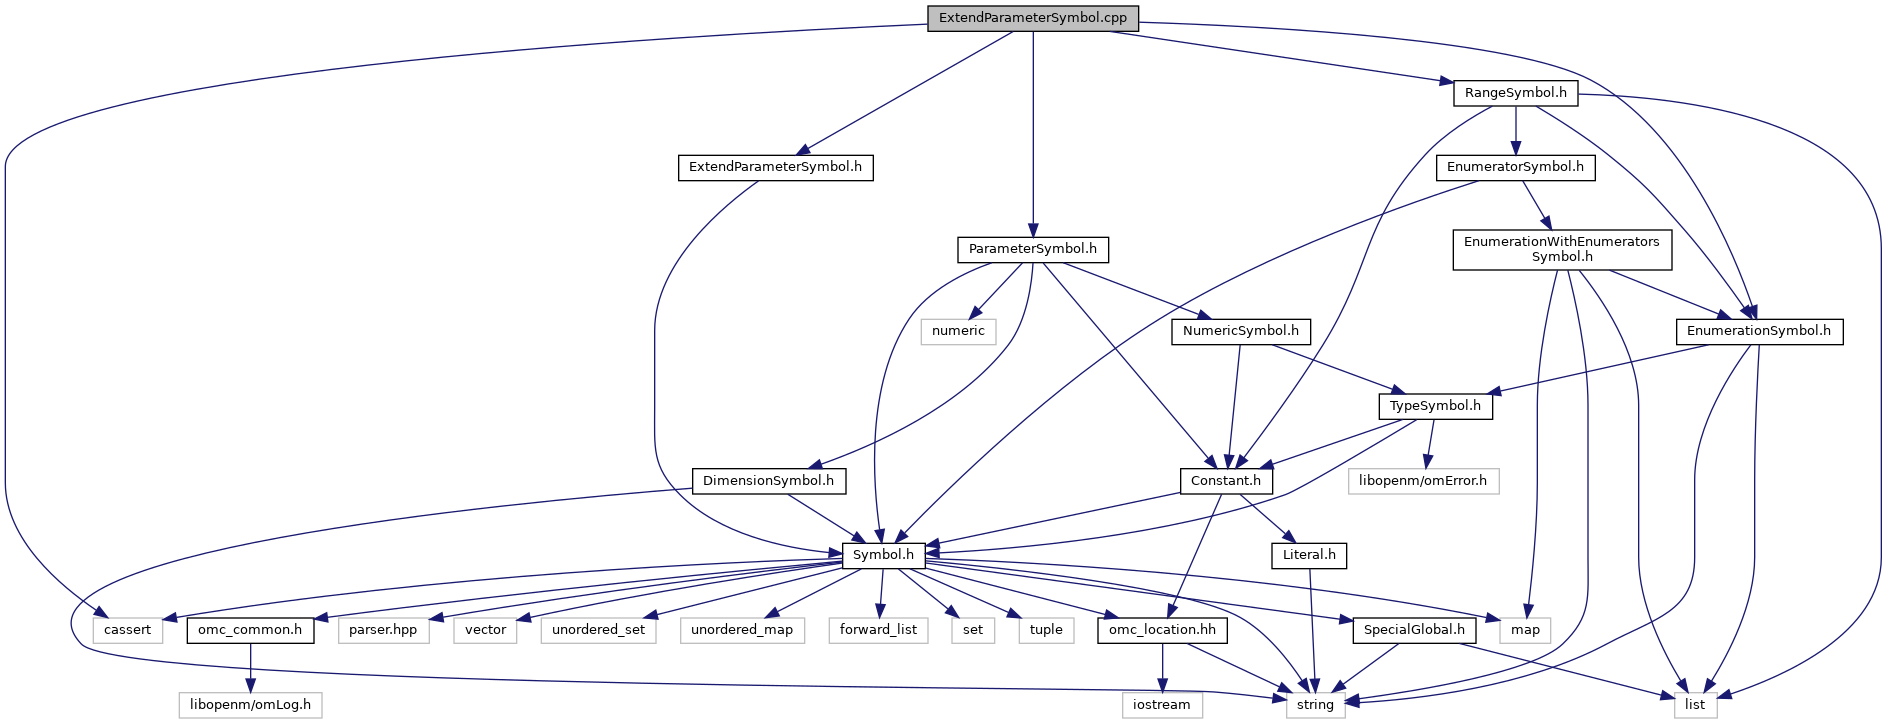 ExtendParameterSymbol.cpp
RangeSymbol.h
ExtendParameterSymbol.h
EnumeratorSymbol.h
ParameterSymbol.h
EnumerationWithEnumerators
Symbol.h
numeric
NumericSymbol.h
EnumerationSymbol.h
TypeSymbol.h
DimensionSymbol.h
Constant.h
libopenm/omError.h
Symbol.h
Literal.h
cassert
omc_common.h
parser.hpp
vector
unordered_set
unordered_map
forward_list
set
tuple
omc_location.hh
SpecialGlobal.h
map
libopenm/omLog.h
iostream
string
list